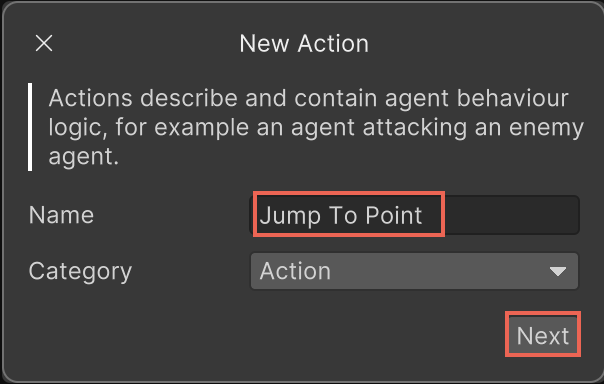 New Action
Actions describe and contain agent behaviour
logic, for example an agent attacking an enemy
agent.
Name
Jump To Point
Category
Action
Next